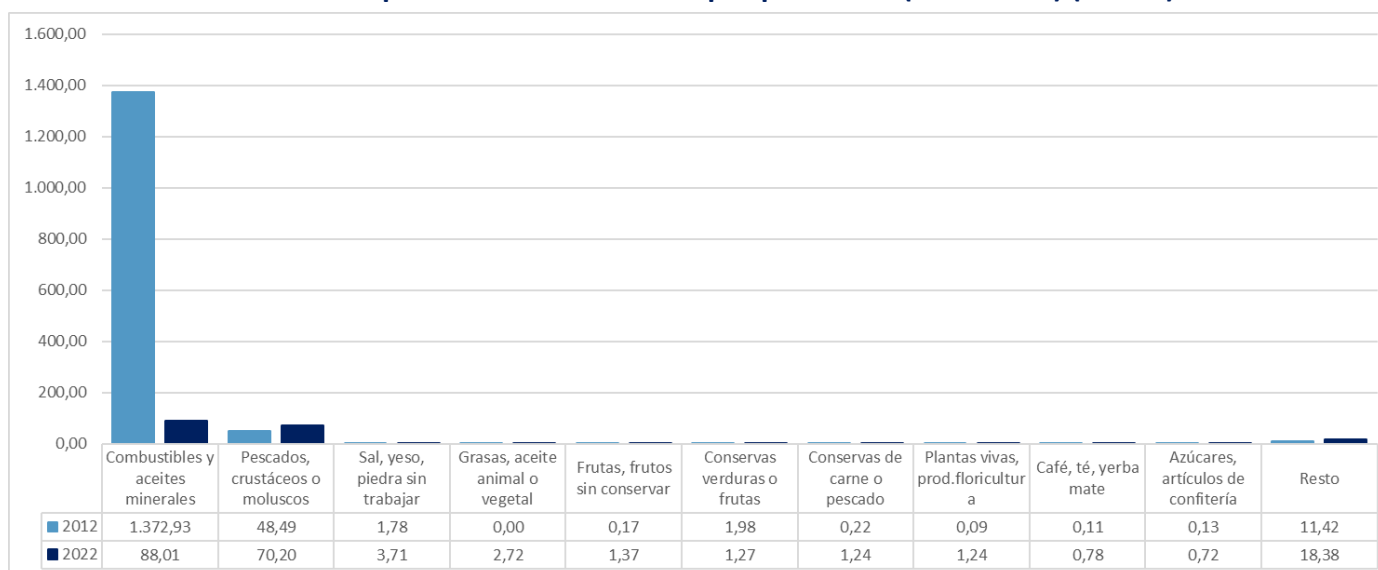 1.600,00
1.400,00
1.200,00
1.000,00
800,00
600,00
400,00
200,00
0,00
Combustibles y aceites minerales
Pescados, crustáceos o moluscos
Sal, yeso, piedra sin trabajar
Grasas, aceite animal o vegetal
Frutas, frutos sin conservar
Conservas verduras o frutas
Conservas de carne o pescado
Plantas vivas, prod.floricultura
Café, té, yerba mate
Azúcares, artículos de confitería
Resto
2012 1.372,93 48,49 1,78 0,00 0,17 1,98 0,22 0,09 0,11 0,13 11,42
2022 88,01 70,20 3,71 2,72 1,37 1,27 1,24 1,24 0,78 0,72 18,38